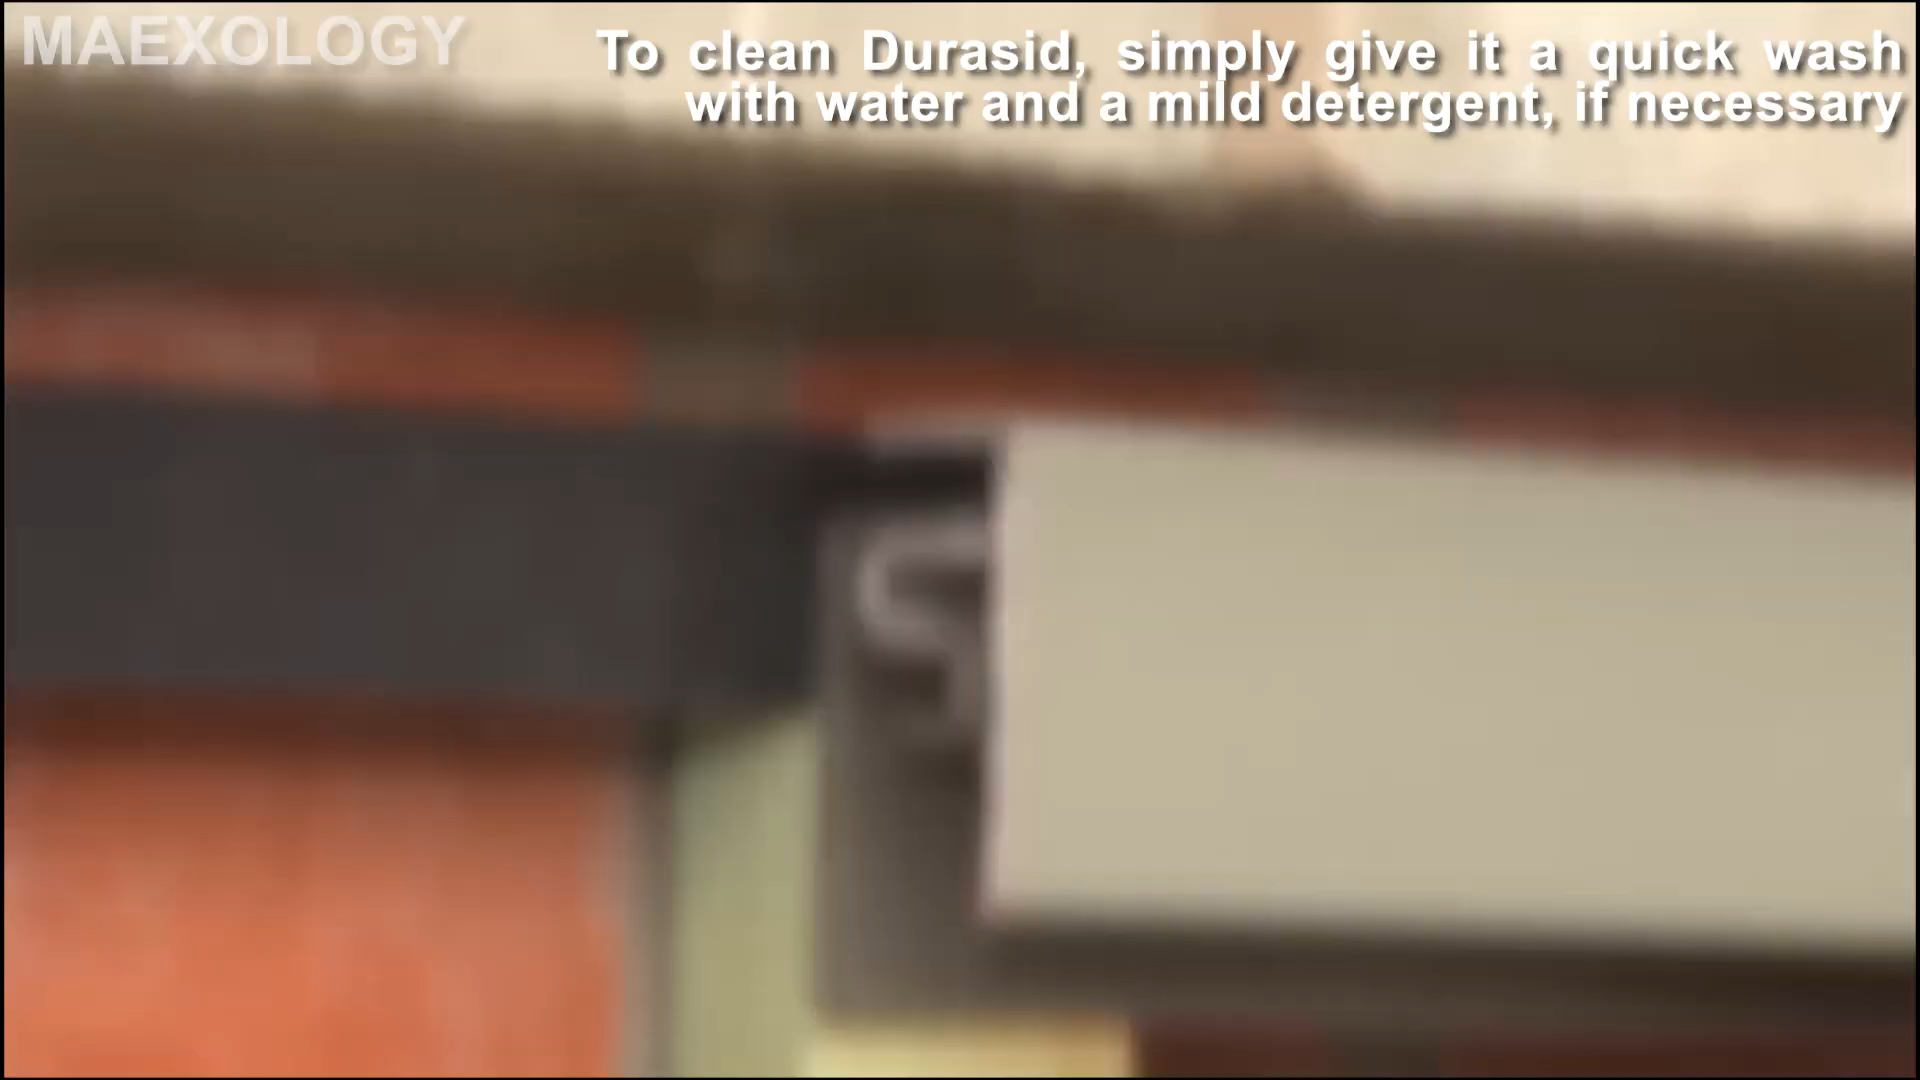 MAEXOLOGY
To clean Durasid, simply give it a quick wash
with water and a mild detergent, if necessary